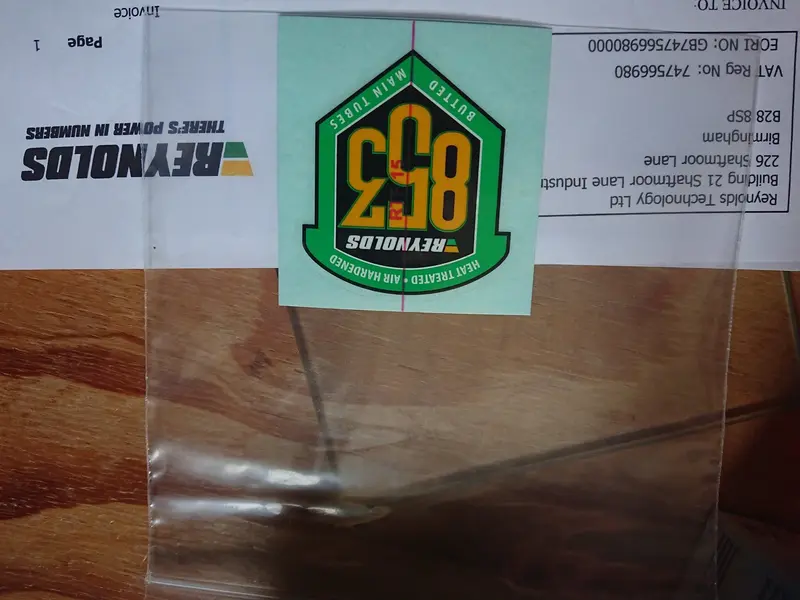 Reynolds Technology Ltd
Building 21 Shaftmoor Lane Industr
226 Shaftmoor Lane
Birmingham
B28 8SP
VAT Reg No: 747566980
EORI NO: GB747566980000
INVOICE TO:
HEAT TREATED • AIR HARDENED
REYNOLDS
853
15
BUTTED
MAIN TUBES
REYNOLDS
THERE'S POWER IN NUMBERS
Page 1
Invoice